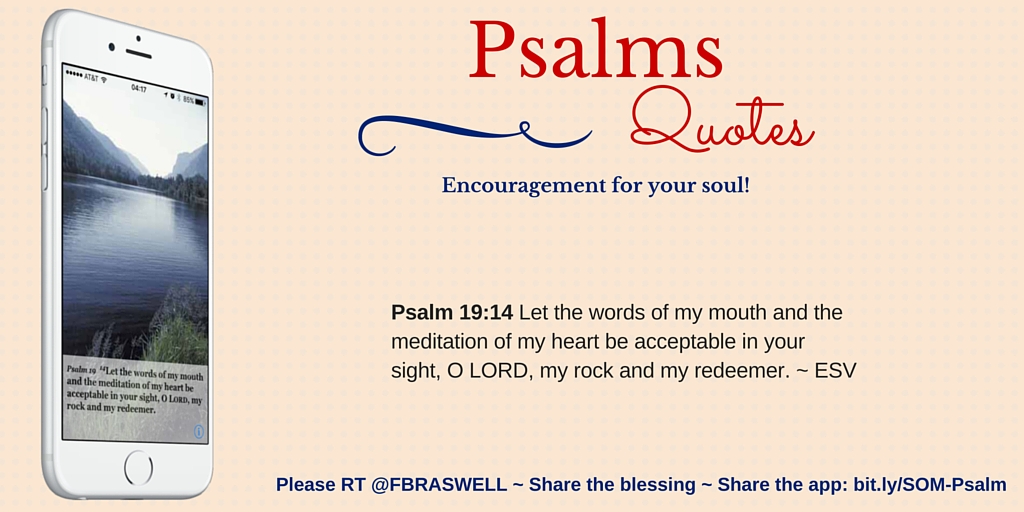 ●●●●● AT&T
04:17
85%
Psalm 19 ¹⁴Let the words of my mouth
and the meditation of my heart be
acceptable in your sight, O LORD, my
rock and my redeemer.
Psalms
Quotes
Encouragement for your soul!
Psalm 19:14 Let the words of my mouth and the
meditation of my heart be acceptable in your
sight, O LORD, my rock and my redeemer. ~ ESV
Please RT @FBRASWELL ~ Share the blessing ~ Share the app: bit.ly/SOM-Psalm